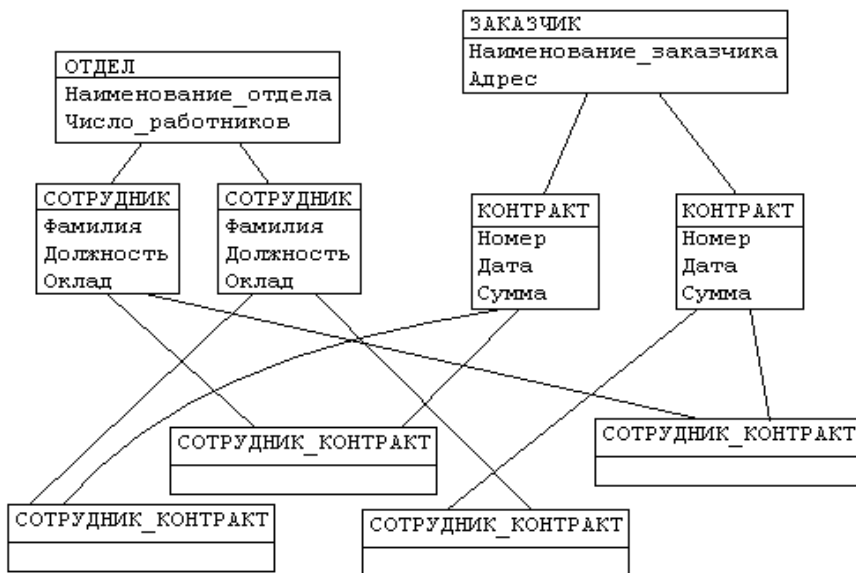 ЗАКАЗЧИК
Наименование_заказчика
Адрес
ОТДЕЛ
Наименование_отдела
Число_работников
СОТРУДНИК
Фамилия
Должность
Оклад
СОТРУДНИК
Фамилия
Должность
Оклад
КОНТРАКТ
Номер
Дата
Сумма
КОНТРАКТ
Номер
Дата
Сумма
СОТРУДНИК_КОНТРАКТ
СОТРУДНИК_КОНТРАКТ
СОТРУДНИК_КОНТРАКТ
СОТРУДНИК_КОНТРАКТ